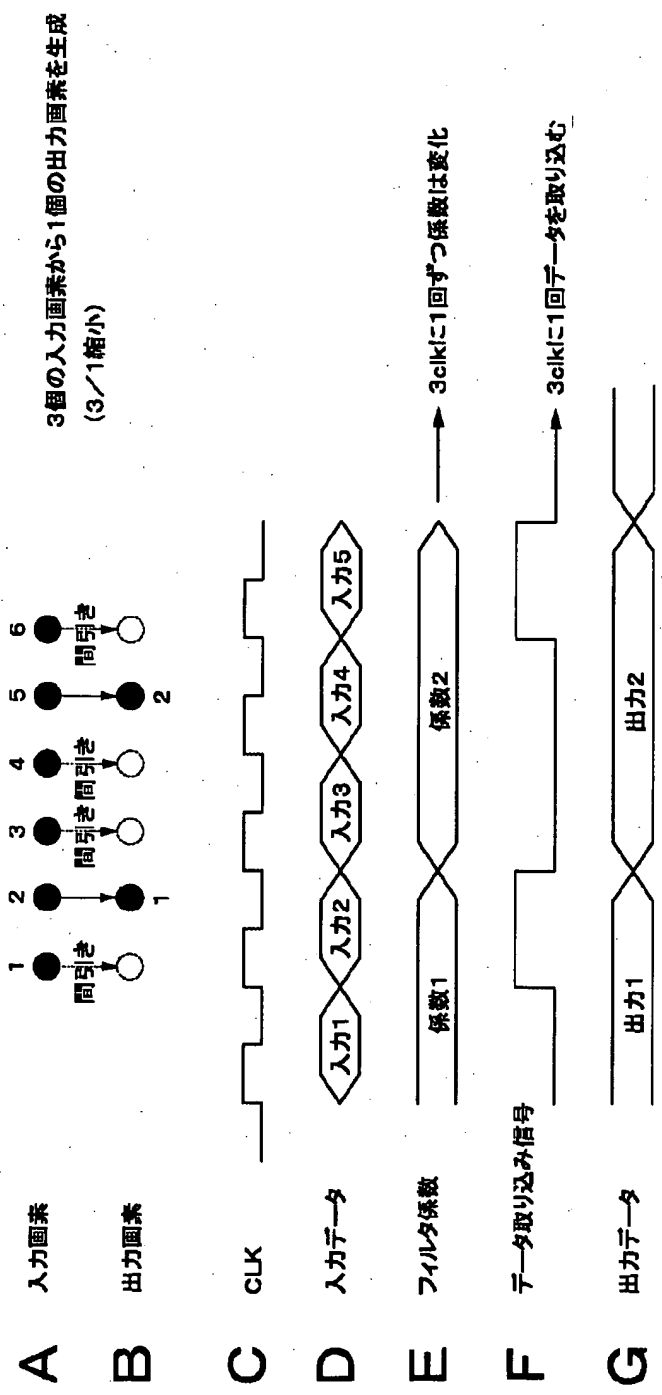 3個の入力画素から1個の出力画素を生成
(3/1縮小)
A 入力画素 1 2 3 4 5 6
間引き 間引き 間引き 間引き
B 出力画素 1 2
C CLK
D 入力データ 入力1 入力2 入力3 入力4 入力5
E フィルタ係数 係数1 係数2 3clkに1回ずつ係数は変化
F データ取り込み信号 3clkに1回データを取り込む
G 出力データ 出力1 出力2